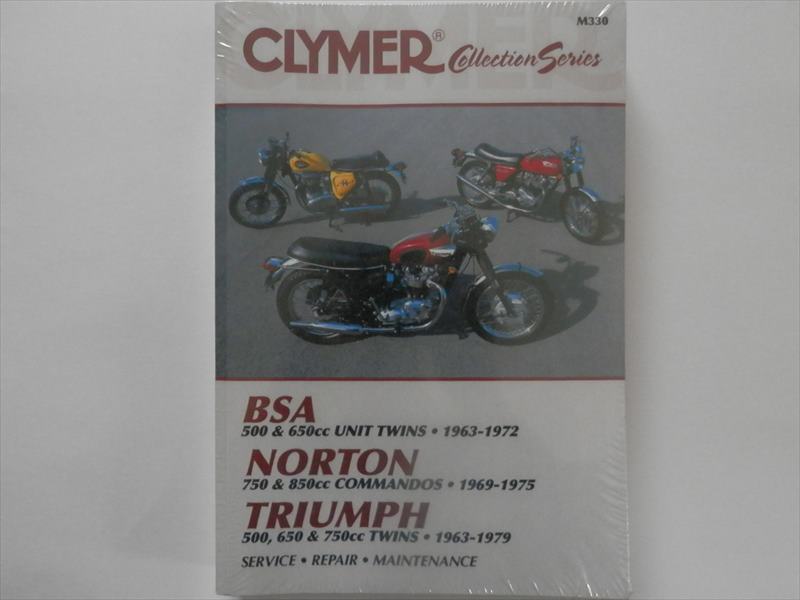 M330
CLYMER® Collection Series
BSA
500 & 650cc UNIT TWINS • 1963-1972
NORTON
750 & 850cc COMMANDOS • 1969-1975
TRIUMPH
500, 650 & 750cc TWINS • 1963-1979
SERVICE • REPAIR • MAINTENANCE